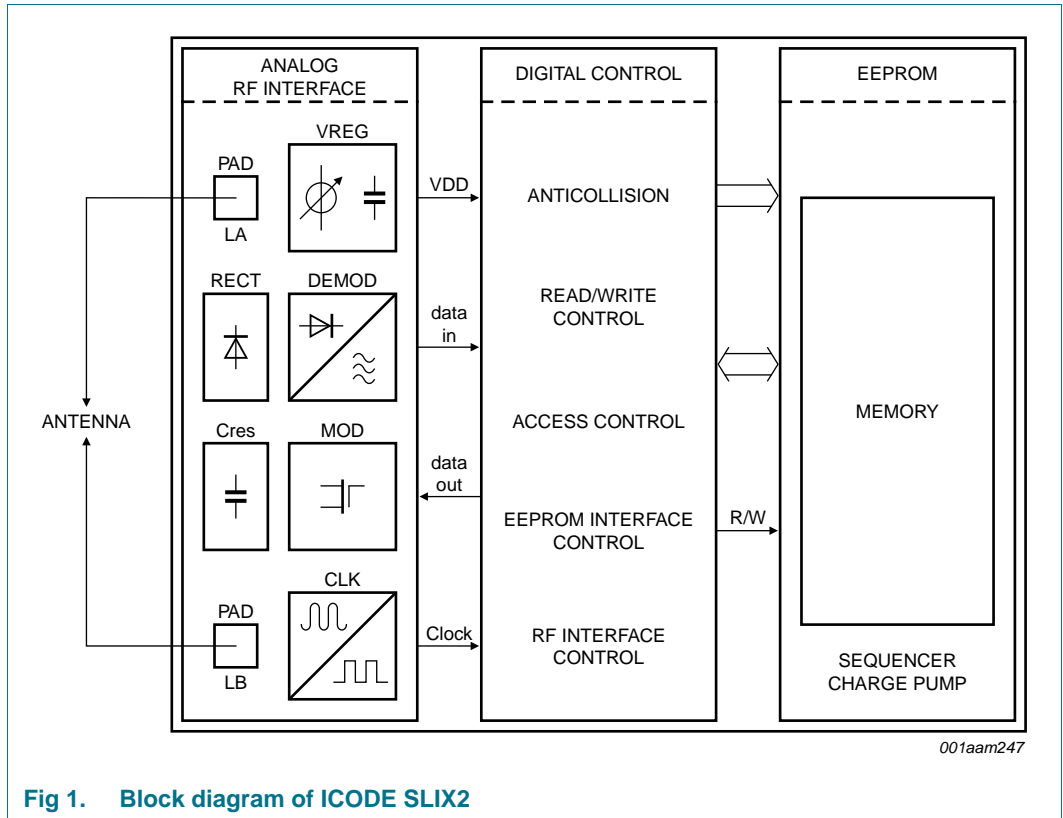 ANALOG
RF INTERFACE
VREG
PAD
LA
RECT
DEMOD
Cres
MOD
CLK
PAD
LB
ANTENNA
VDD
data
in
data
out
Clock
DIGITAL CONTROL
ANTICOLLISION
READ/WRITE
CONTROL
ACCESS CONTROL
EEPROM INTERFACE
CONTROL
RF INTERFACE
CONTROL
R/W
EEPROM
MEMORY
SEQUENCER
CHARGE PUMP
001aam247
Fig 1. Block diagram of ICODE SLIX2